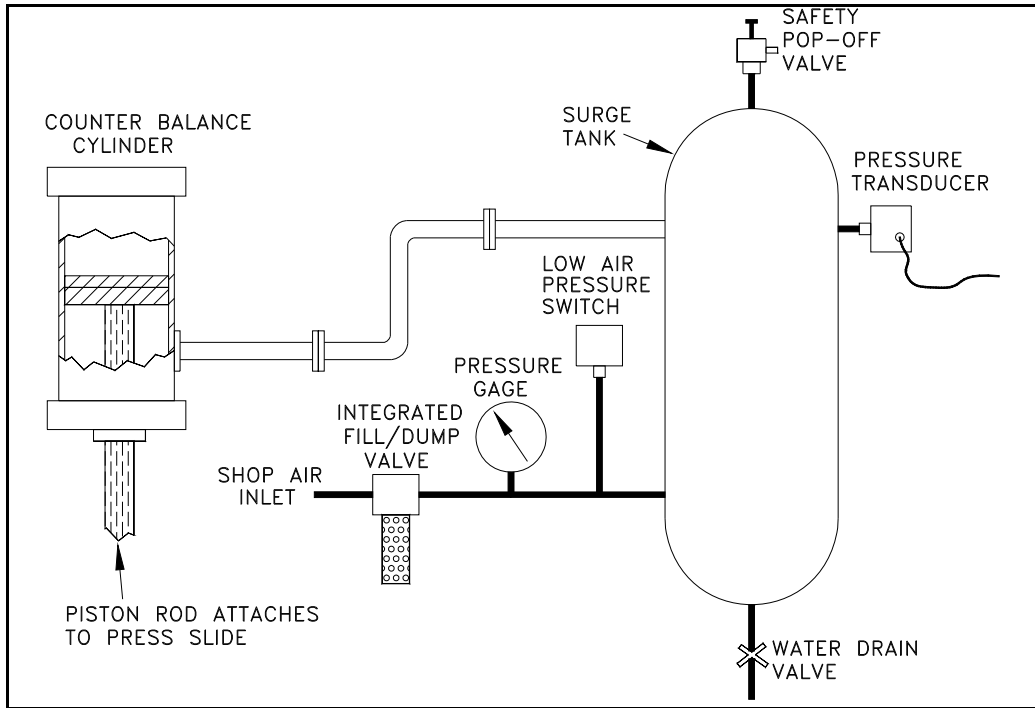 SAFETY
POP-OFF
VALVE
COUNTER BALANCE
CYLINDER
SURGE
TANK
PRESSURE
TRANSDUCER
LOW AIR
PRESSURE
SWITCH
PRESSURE
GAGE
INTEGRATED
FILL/DUMP
VALVE
SHOP AIR
INLET
PISTON ROD ATTACHES
TO PRESS SLIDE
WATER DRAIN
VALVE